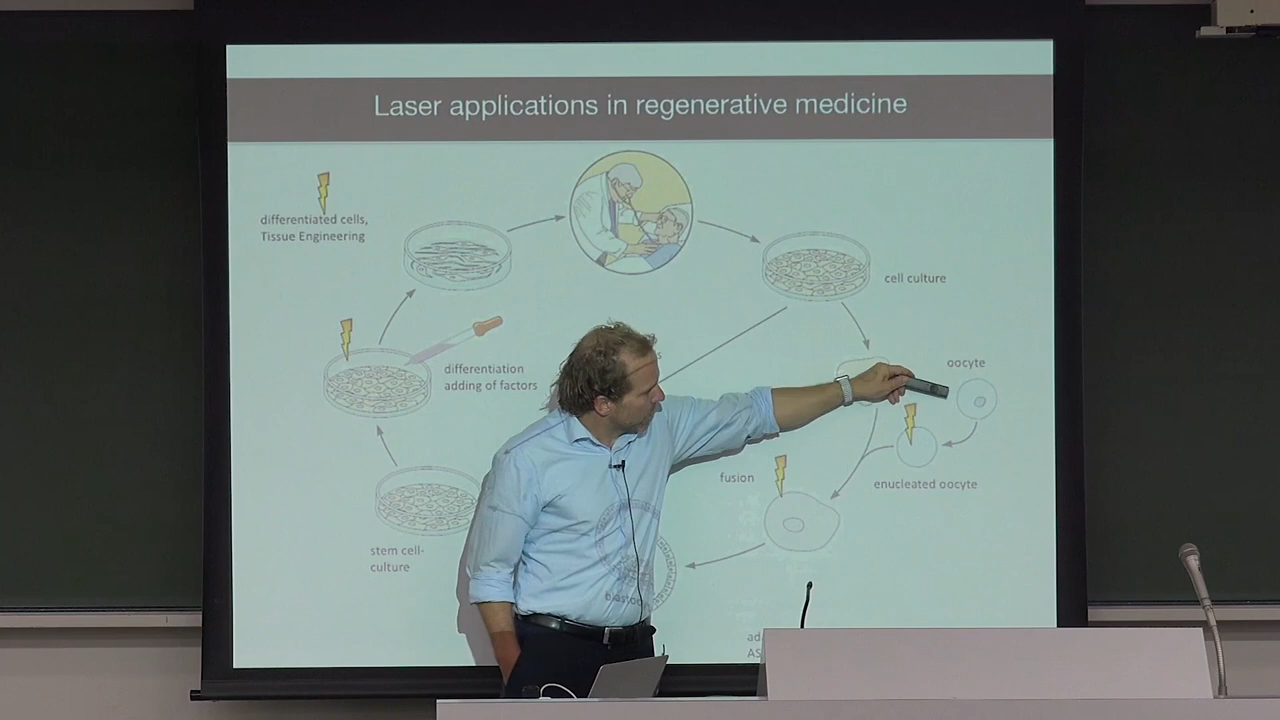 Laser applications in regenerative medicine
differentiated cells,
Tissue Engineering
cell culture
differentiation
adding of factors
oocyte
fusion
enucleated oocyte
stem cell-
culture